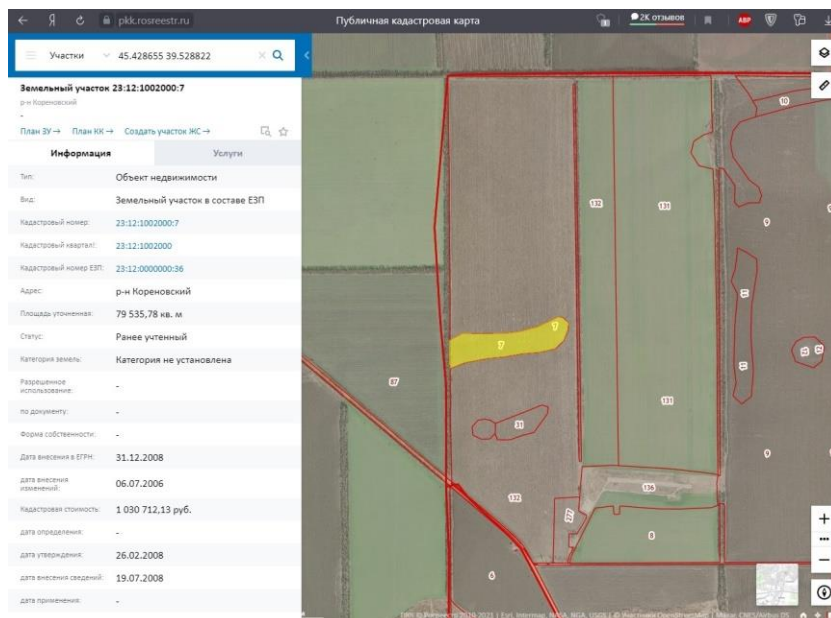 pkk.rosreestr.ru
Публичная кадастровая карта
2К отзывов
ABP
Участки
45.428655 39.528822
Земельный участок 23:12:1002000:7
р-н Кореновский
-
План ЗУ →
План КК →
Создать участок ЖС →
Информация
Услуги
Тип: Объект недвижимости
Вид: Земельный участок в составе ЕЗП
Кадастровый номер: 23:12:1002000:7
Кадастровый квартал: 23:12:1002000
Кадастровый номер ЕЗП: 23:12:0000000:36
Адрес: р-н Кореновский
Площадь уточненная: 79 535,78 кв. м
Статус: Ранее учтенный
Категория земель: Категория не установлена
Разрешенное использование: -
по документу: -
Форма собственности: -
Дата внесения в ЕГРН: 31.12.2008
дата внесения изменений: 06.07.2006
Кадастровая стоимость: 1 030 712,13 руб.
дата определения: -
дата утверждения: 26.02.2008
дата внесения сведений: 19.07.2008
дата применения: -
10
132
131
9
11
7
7
11
87
131
31
9
132
136
277
8
6